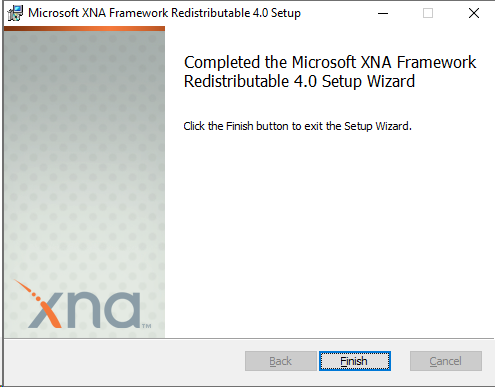 Microsoft XNA Framework Redistributable 4.0 Setup
Completed the Microsoft XNA Framework
Redistributable 4.0 Setup Wizard
Click the Finish button to exit the Setup Wizard.
xna™
Back
Finish
Cancel